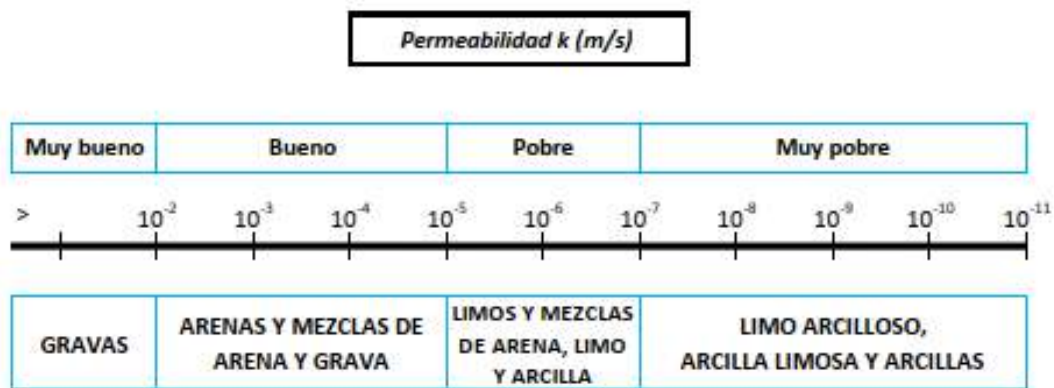 Permeabilidad k (m/s)
Muy bueno Bueno Pobre Muy pobre
> 10⁻² 10⁻³ 10⁻⁴ 10⁻⁵ 10⁻⁶ 10⁻⁷ 10⁻⁸ 10⁻⁹ 10⁻¹⁰ 10⁻¹¹
GRAVAS
ARENAS Y MEZCLAS DE
ARENA Y GRAVA
LIMOS Y MEZCLAS
DE ARENA, LIMO
Y ARCILLA
LIMO ARCILLOSO,
ARCILLA LIMOSA Y ARCILLAS